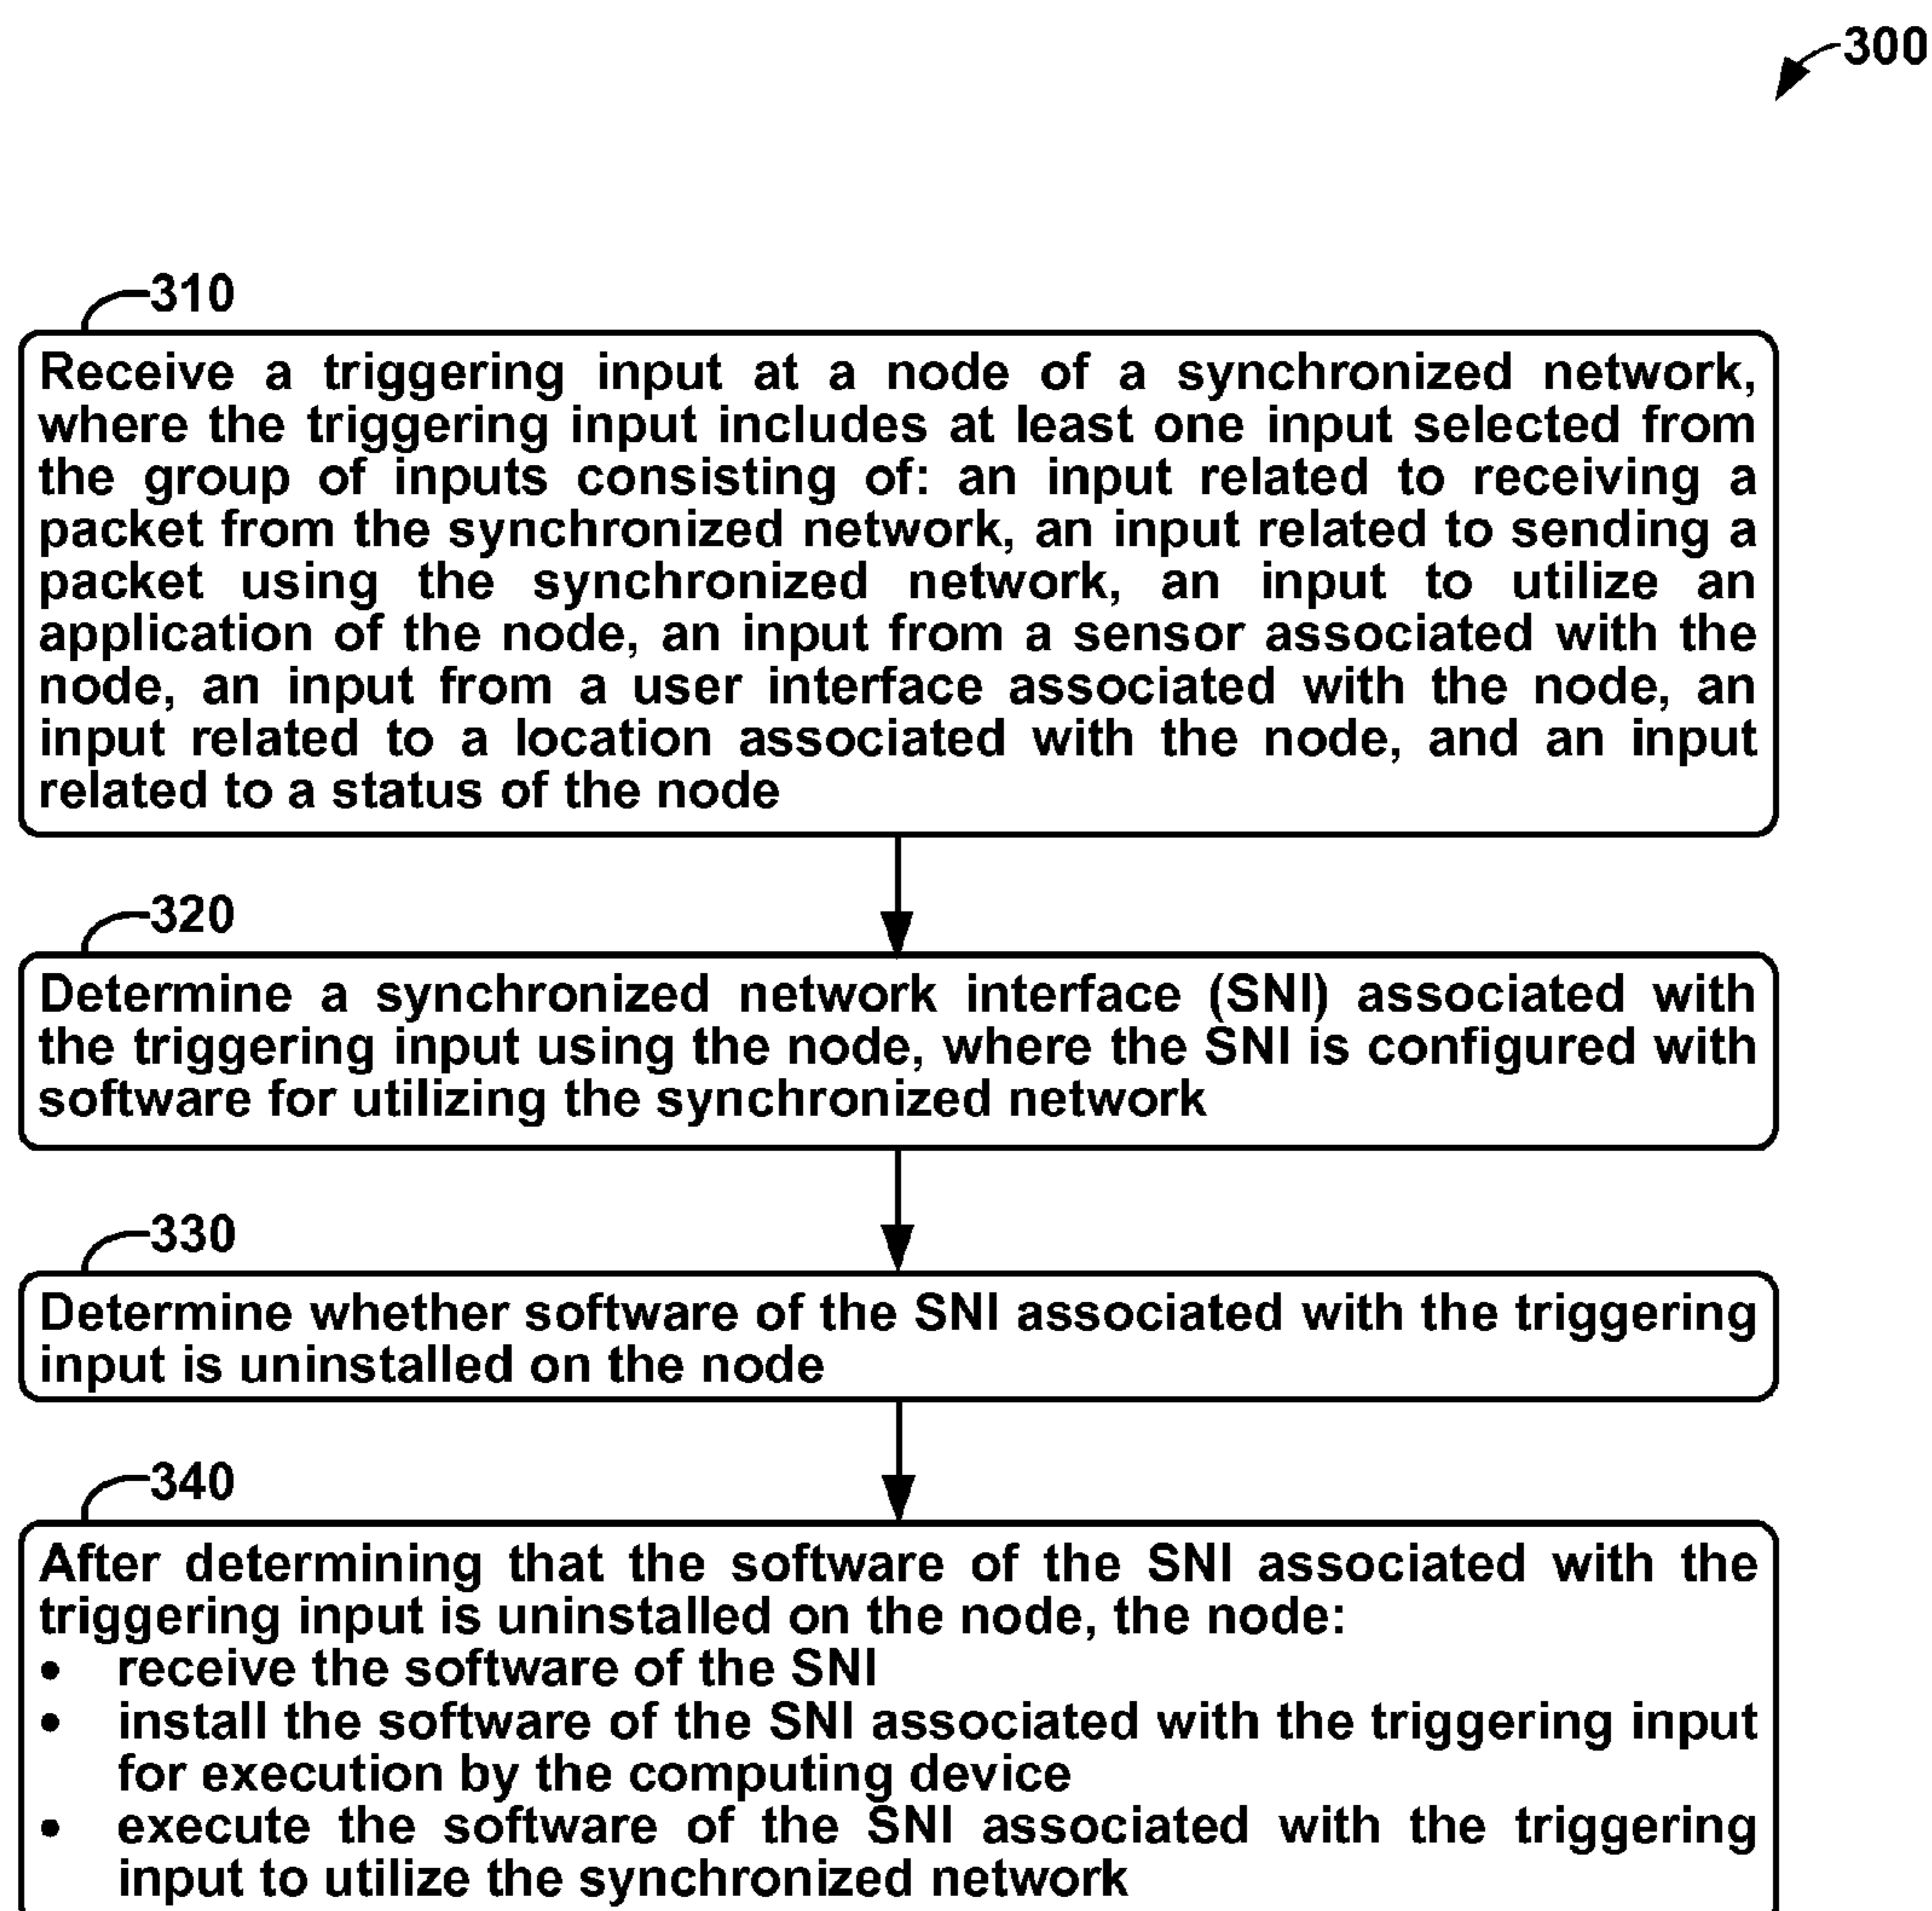 300
310
Receive a triggering input at a node of a synchronized network,
where the triggering input includes at least one input selected from
the group of inputs consisting of: an input related to receiving a
packet from the synchronized network, an input related to sending a
packet using the synchronized network, an input to utilize an
application of the node, an input from a sensor associated with the
node, an input from a user interface associated with the node, an
input related to a location associated with the node, and an input
related to a status of the node
320
Determine a synchronized network interface (SNI) associated with
the triggering input using the node, where the SNI is configured with
software for utilizing the synchronized network
330
Determine whether software of the SNI associated with the triggering
input is uninstalled on the node
340
After determining that the software of the SNI associated with the
triggering input is uninstalled on the node, the node:
• receive the software of the SNI
• install the software of the SNI associated with the triggering input
for execution by the computing device
• execute the software of the SNI associated with the triggering
input to utilize the synchronized network